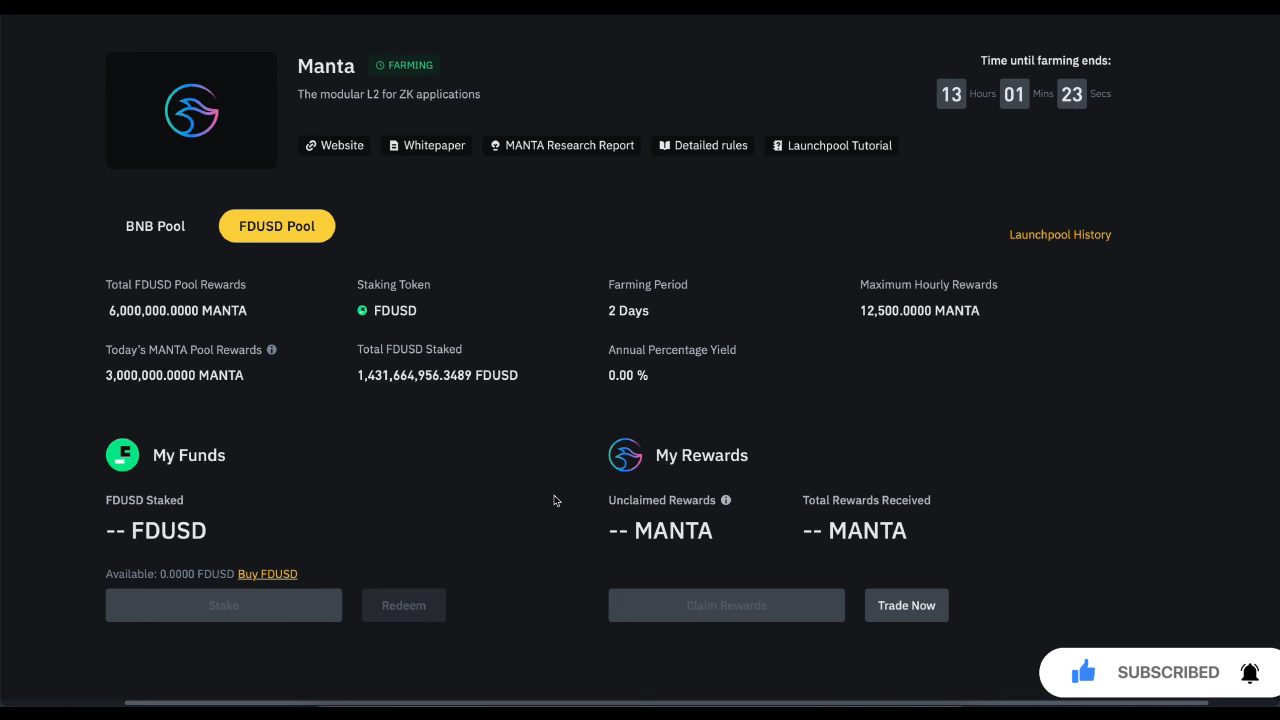 Manta
FARMING
The modular L2 for ZK applications
Time until farming ends:
13 Hours 01 Mins 23 Secs
Website
Whitepaper
MANTA Research Report
Detailed rules
Launchpool Tutorial
BNB Pool
FDUSD Pool
Launchpool History
Total FDUSD Pool Rewards
6,000,000.0000 MANTA
Staking Token
FDUSD
Farming Period
2 Days
Maximum Hourly Rewards
12,500.0000 MANTA
Today's MANTA Pool Rewards
3,000,000.0000 MANTA
Total FDUSD Staked
1,431,664,956.3489 FDUSD
Annual Percentage Yield
0.00 %
My Funds
FDUSD Staked
-- FDUSD
Available: 0.0000 FDUSD Buy FDUSD
Stake
Redeem
My Rewards
Unclaimed Rewards
-- MANTA
Total Rewards Received
-- MANTA
Claim Rewards
Trade Now
SUBSCRIBED